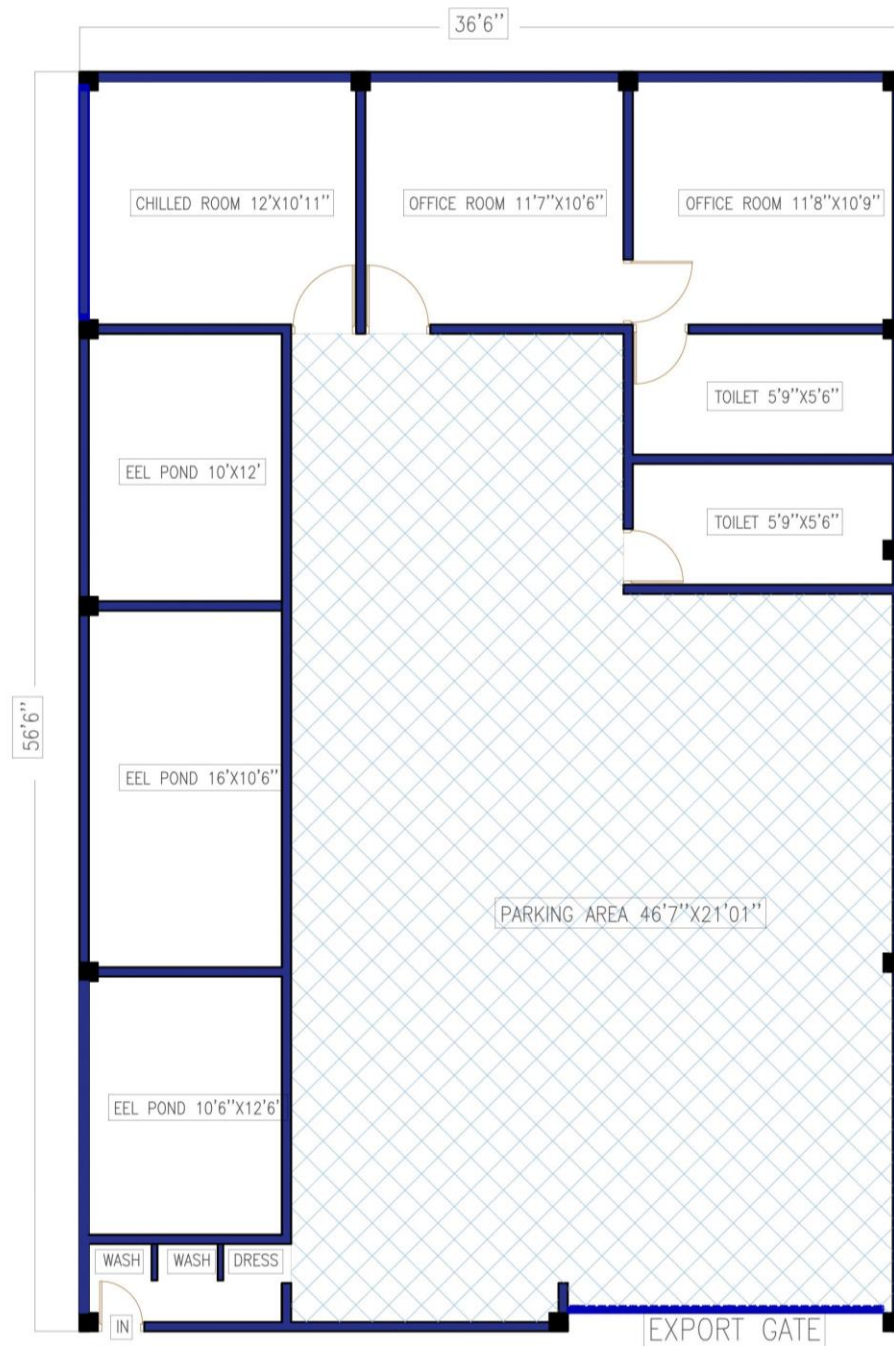 36'6''
CHILLED ROOM 12'X10'11''
OFFICE ROOM 11'7''X10'6''
OFFICE ROOM 11'8''X10'9''
TOILET 5'9''X5'6''
EEL POND 10'X12'
TOILET 5'9''X5'6''
56'6''
EEL POND 16'X10'6''
PARKING AREA 46'7''X21'01''
EEL POND 10'6''X12'6'
WASH
WASH
DRESS
IN
EXPORT GATE